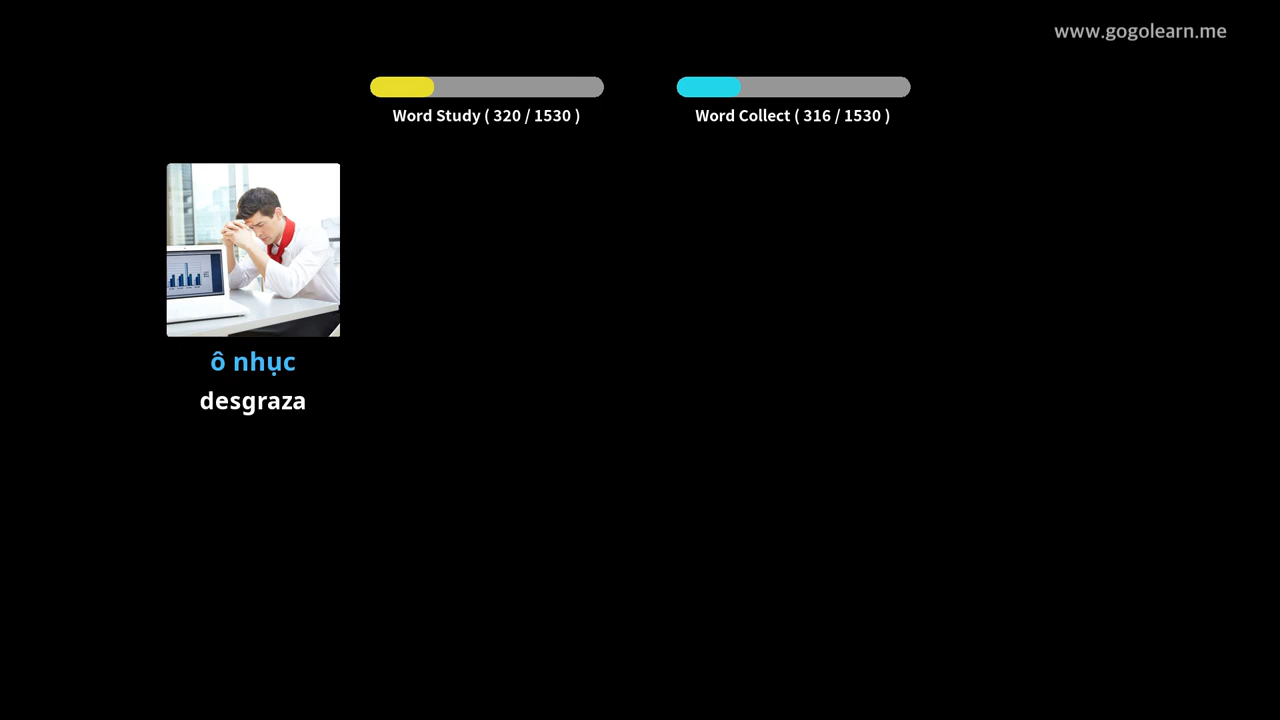 www.gogolearn.me
Word Study ( 320 / 1530 )
Word Collect ( 316 / 1530 )
ô nhục
desgraza